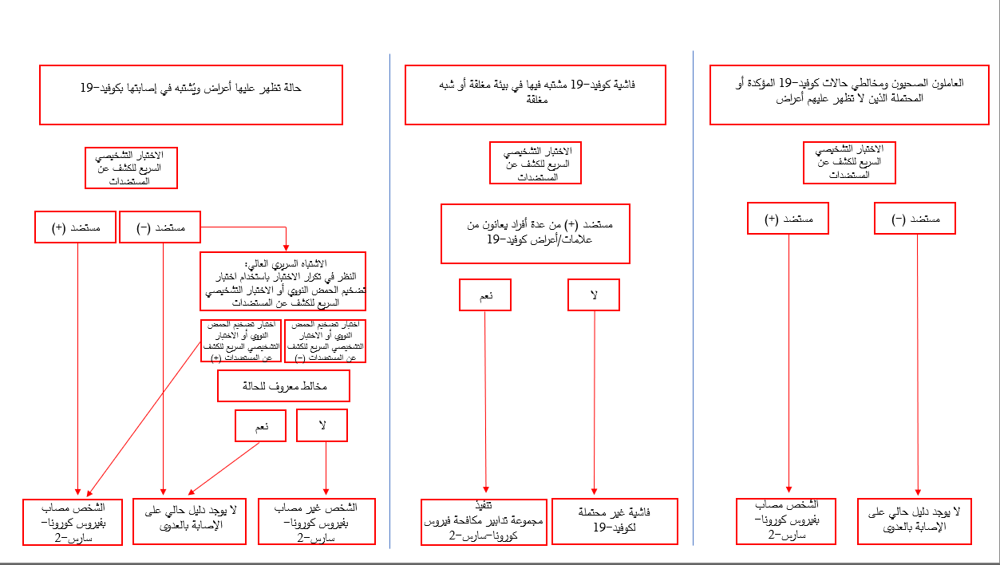 العاملون الصحيون ومخالطي حالات كوفيد-19 المؤكدة أو
المحتملة الذين لا تظهر عليهم أعراض
الاختبار التشخيصي
السريع للكشف عن
المستضدات
مستضد (-)
مستضد (+)
لا يوجد دليل حالي على
الإصابة بالعدوى
الشخص مصاب
بفيروس كورونا-
سارس-2
فاشية كوفيد-19 مشتبه فيها في بيئة مغلقة أو شبه
مغلقة
الاختبار التشخيصي
السريع للكشف عن
المستضدات
مستضد (+) من عدة أفراد يعانون من
علامات/أعراض كوفيد-19
لا
نعم
فاشية غير محتملة
لكوفيد-19
تنفيذ
مجموعة تدابير مكافحة فيروس
كورونا-سارس-2
حالة تظهر عليها أعراض ويُشتبه في إصابتها بكوفيد-19
الاختبار التشخيصي
السريع للكشف عن
المستضدات
مستضد (-)
مستضد (+)
الاشتباه السريري العالي:
النظر في تكرار الاختبار باستخدام اختبار
تضخيم الحمض النووي أو الاختبار التشخيصي
السريع للكشف عن المستضدات
اختبار تضخيم الحمض
النووي أو الاختبار
التشخيصي السريع للكشف
عن المستضدات (-)
اختبار تضخيم الحمض
النووي أو الاختبار
التشخيصي السريع للكشف
عن المستضدات (+)
مخالط معروف للحالة
لا
نعم
الشخص غير مصاب
بفيروس كورونا-
سارس-2
لا يوجد دليل حالي على
الإصابة بالعدوى
الشخص مصاب
بفيروس كورونا-
سارس-2